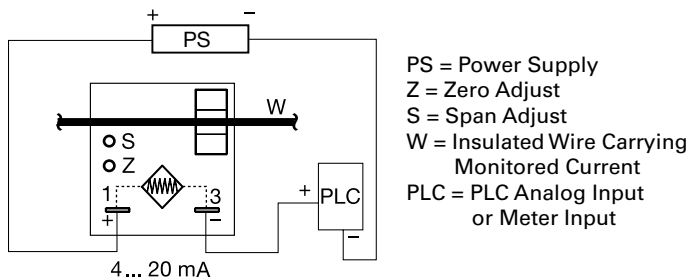 + −
PS
W
S
Z
1 3
+ −
4 ... 20 mA
+
PLC
−
PS = Power Supply
Z = Zero Adjust
S = Span Adjust
W = Insulated Wire Carrying
Monitored Current
PLC = PLC Analog Input
or Meter Input